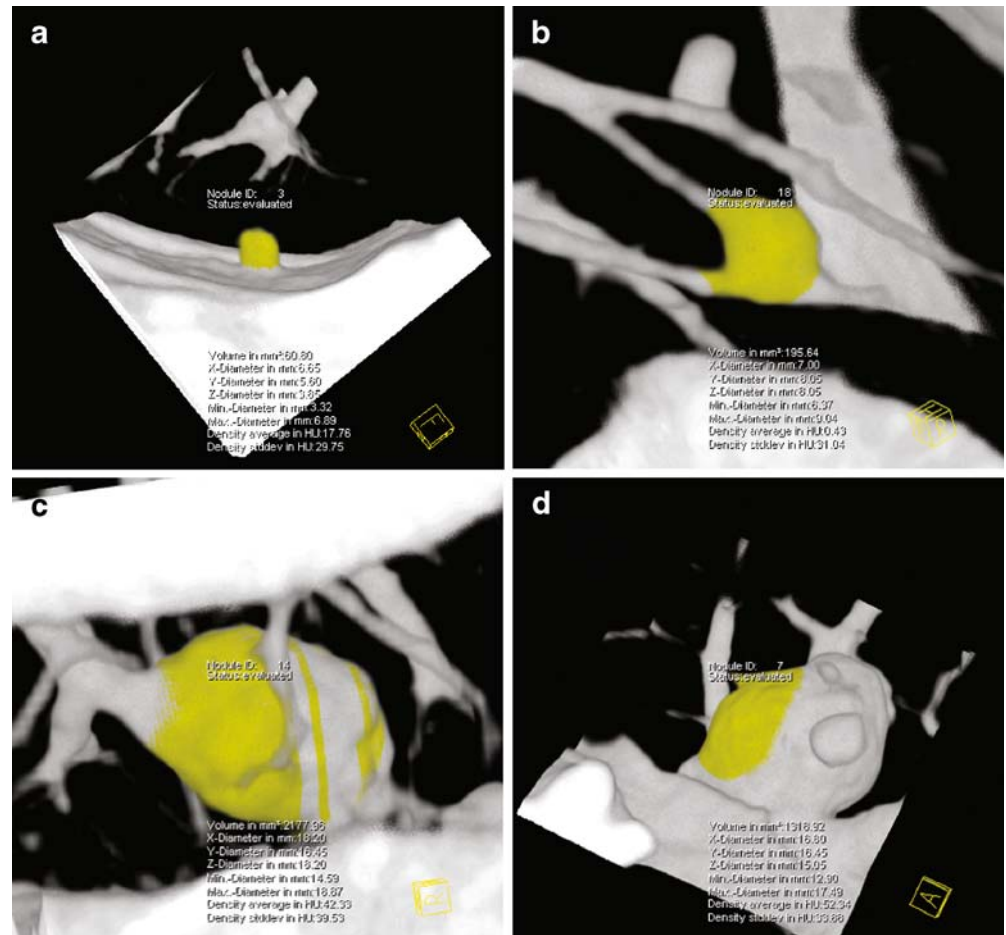 a
Nodule ID: 3
Status:evaluated
Volume in mm³:60.80
X-Diameter in mm:6.65
Y-Diameter in mm:5.60
Z-Diameter in mm:3.85
Min.-Diameter in mm:3.32
Max.-Diameter in mm:6.89
Density average in HU:17.76
Density stddev in HU:29.75
b
Nodule ID: 18
Status:evaluated
Volume in mm³:195.64
X-Diameter in mm:7.00
Y-Diameter in mm:8.05
Z-Diameter in mm:8.05
Min.-Diameter in mm:6.37
Max.-Diameter in mm:9.04
Density average in HU:0.43
Density stddev in HU:31.04
c
Nodule ID: 14
Status:evaluated
Volume in mm³:2177.96
X-Diameter in mm:18.20
Y-Diameter in mm:16.45
Z-Diameter in mm:18.20
Min.-Diameter in mm:14.59
Max.-Diameter in mm:18.87
Density average in HU:42.33
Density stddev in HU:39.53
d
Nodule ID: 7
Status:evaluated
Volume in mm³:1318.92
X-Diameter in mm:16.80
Y-Diameter in mm:16.45
Z-Diameter in mm:15.05
Min.-Diameter in mm:12.90
Max.-Diameter in mm:17.49
Density average in HU:52.34
Density stddev in HU:33.88
A